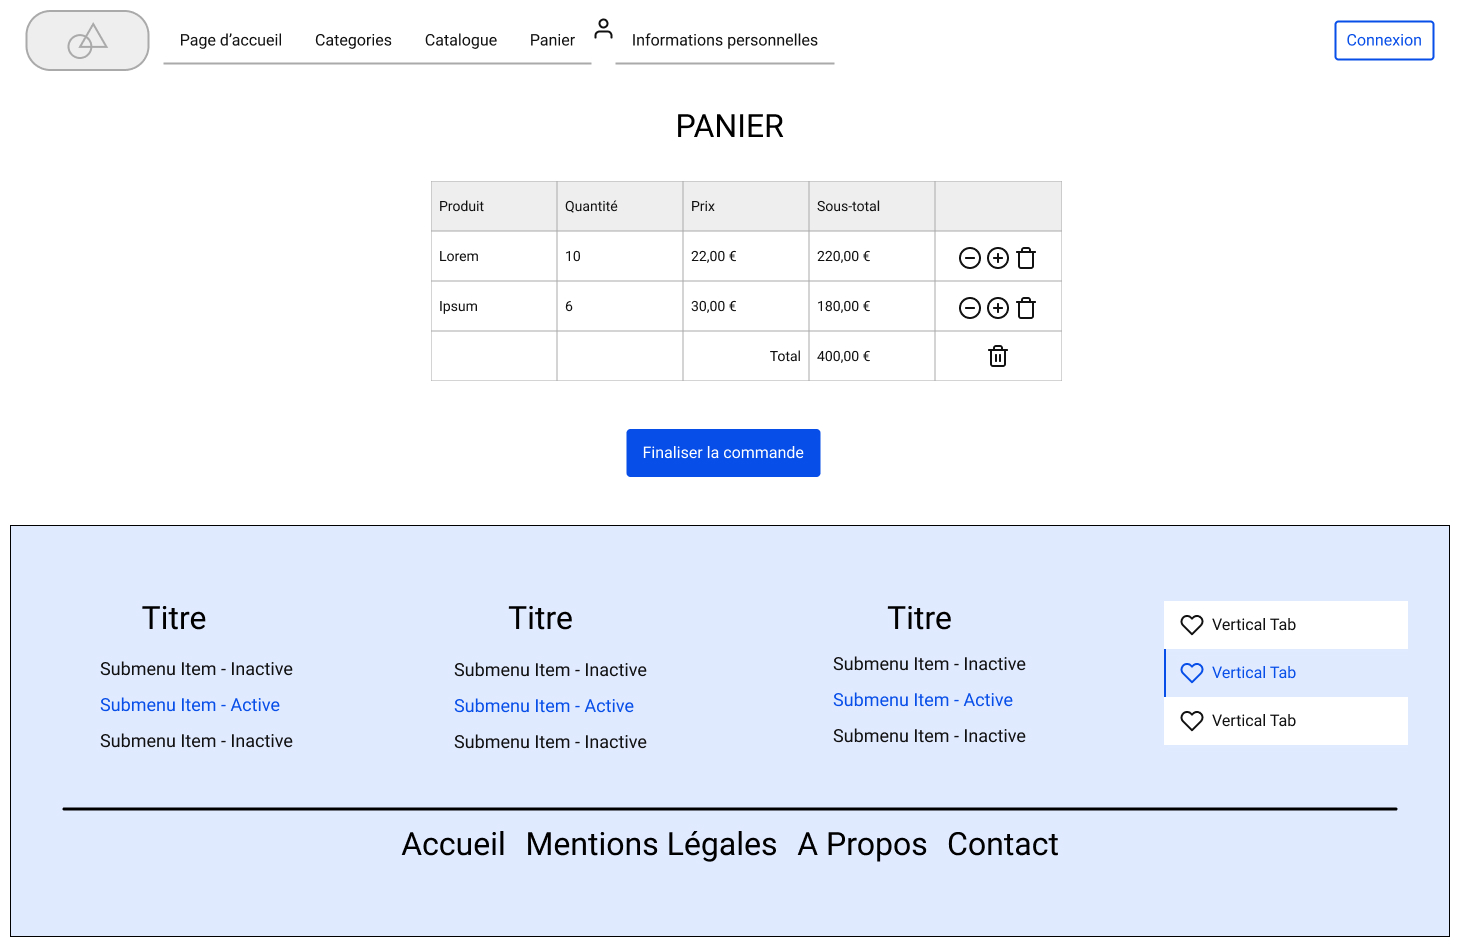 Page d’accueil Categories Catalogue Panier Informations personnelles Connexion
PANIER
Produit Quantité Prix Sous-total
Lorem 10 22,00 € 220,00 €
Ipsum 6 30,00 € 180,00 €
Total 400,00 €
Finaliser la commande
Titre
Submenu Item - Inactive
Submenu Item - Active
Submenu Item - Inactive
Titre
Submenu Item - Inactive
Submenu Item - Active
Submenu Item - Inactive
Titre
Submenu Item - Inactive
Submenu Item - Active
Submenu Item - Inactive
Vertical Tab
Vertical Tab
Vertical Tab
Accueil Mentions Légales A Propos Contact